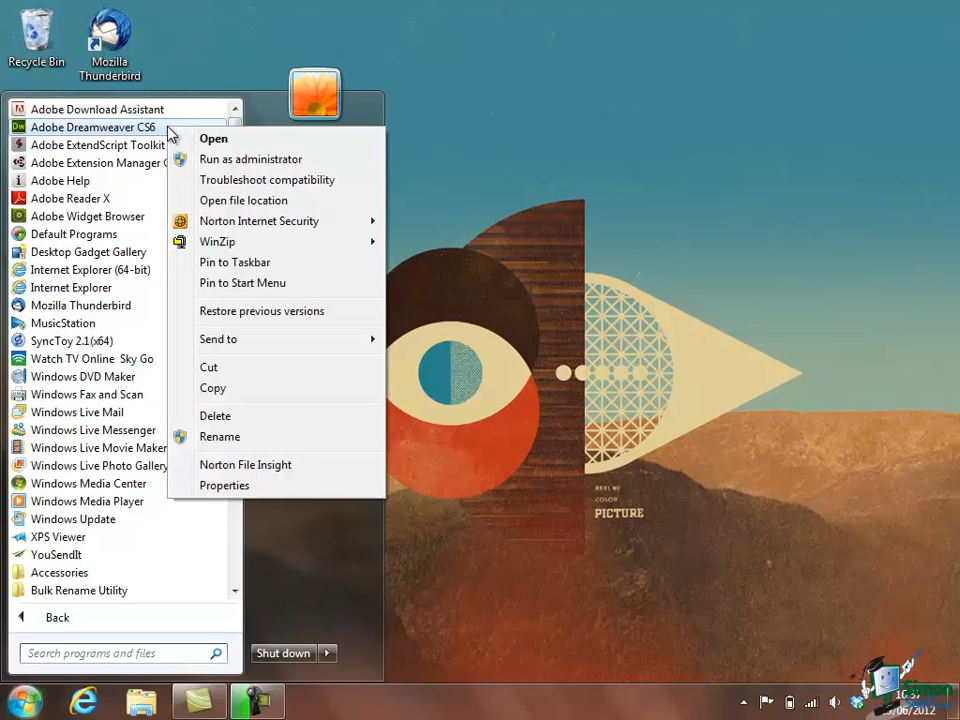 Recycle Bin
Mozilla
Thunderbird
Adobe Download Assistant
Adobe Dreamweaver CS6
Adobe ExtendScript Toolkit
Adobe Extension Manager
Adobe Help
Adobe Reader X
Adobe Widget Browser
Default Programs
Desktop Gadget Gallery
Internet Explorer (64-bit)
Internet Explorer
Mozilla Thunderbird
MusicStation
SyncToy 2.1(x64)
Watch TV Online Sky Go
Windows DVD Maker
Windows Fax and Scan
Windows Live Mail
Windows Live Messenger
Windows Live Movie Maker
Windows Live Photo Gallery
Windows Media Center
Windows Media Player
Windows Update
XPS Viewer
YouSendIt
Accessories
Bulk Rename Utility
Back
Search programs and files
Open
Run as administrator
Troubleshoot compatibility
Open file location
Norton Internet Security
WinZip
Pin to Taskbar
Pin to Start Menu
Restore previous versions
Send to
Cut
Copy
Delete
Rename
Norton File Insight
Properties
Shut down
COLOR
PICTURE
Simon